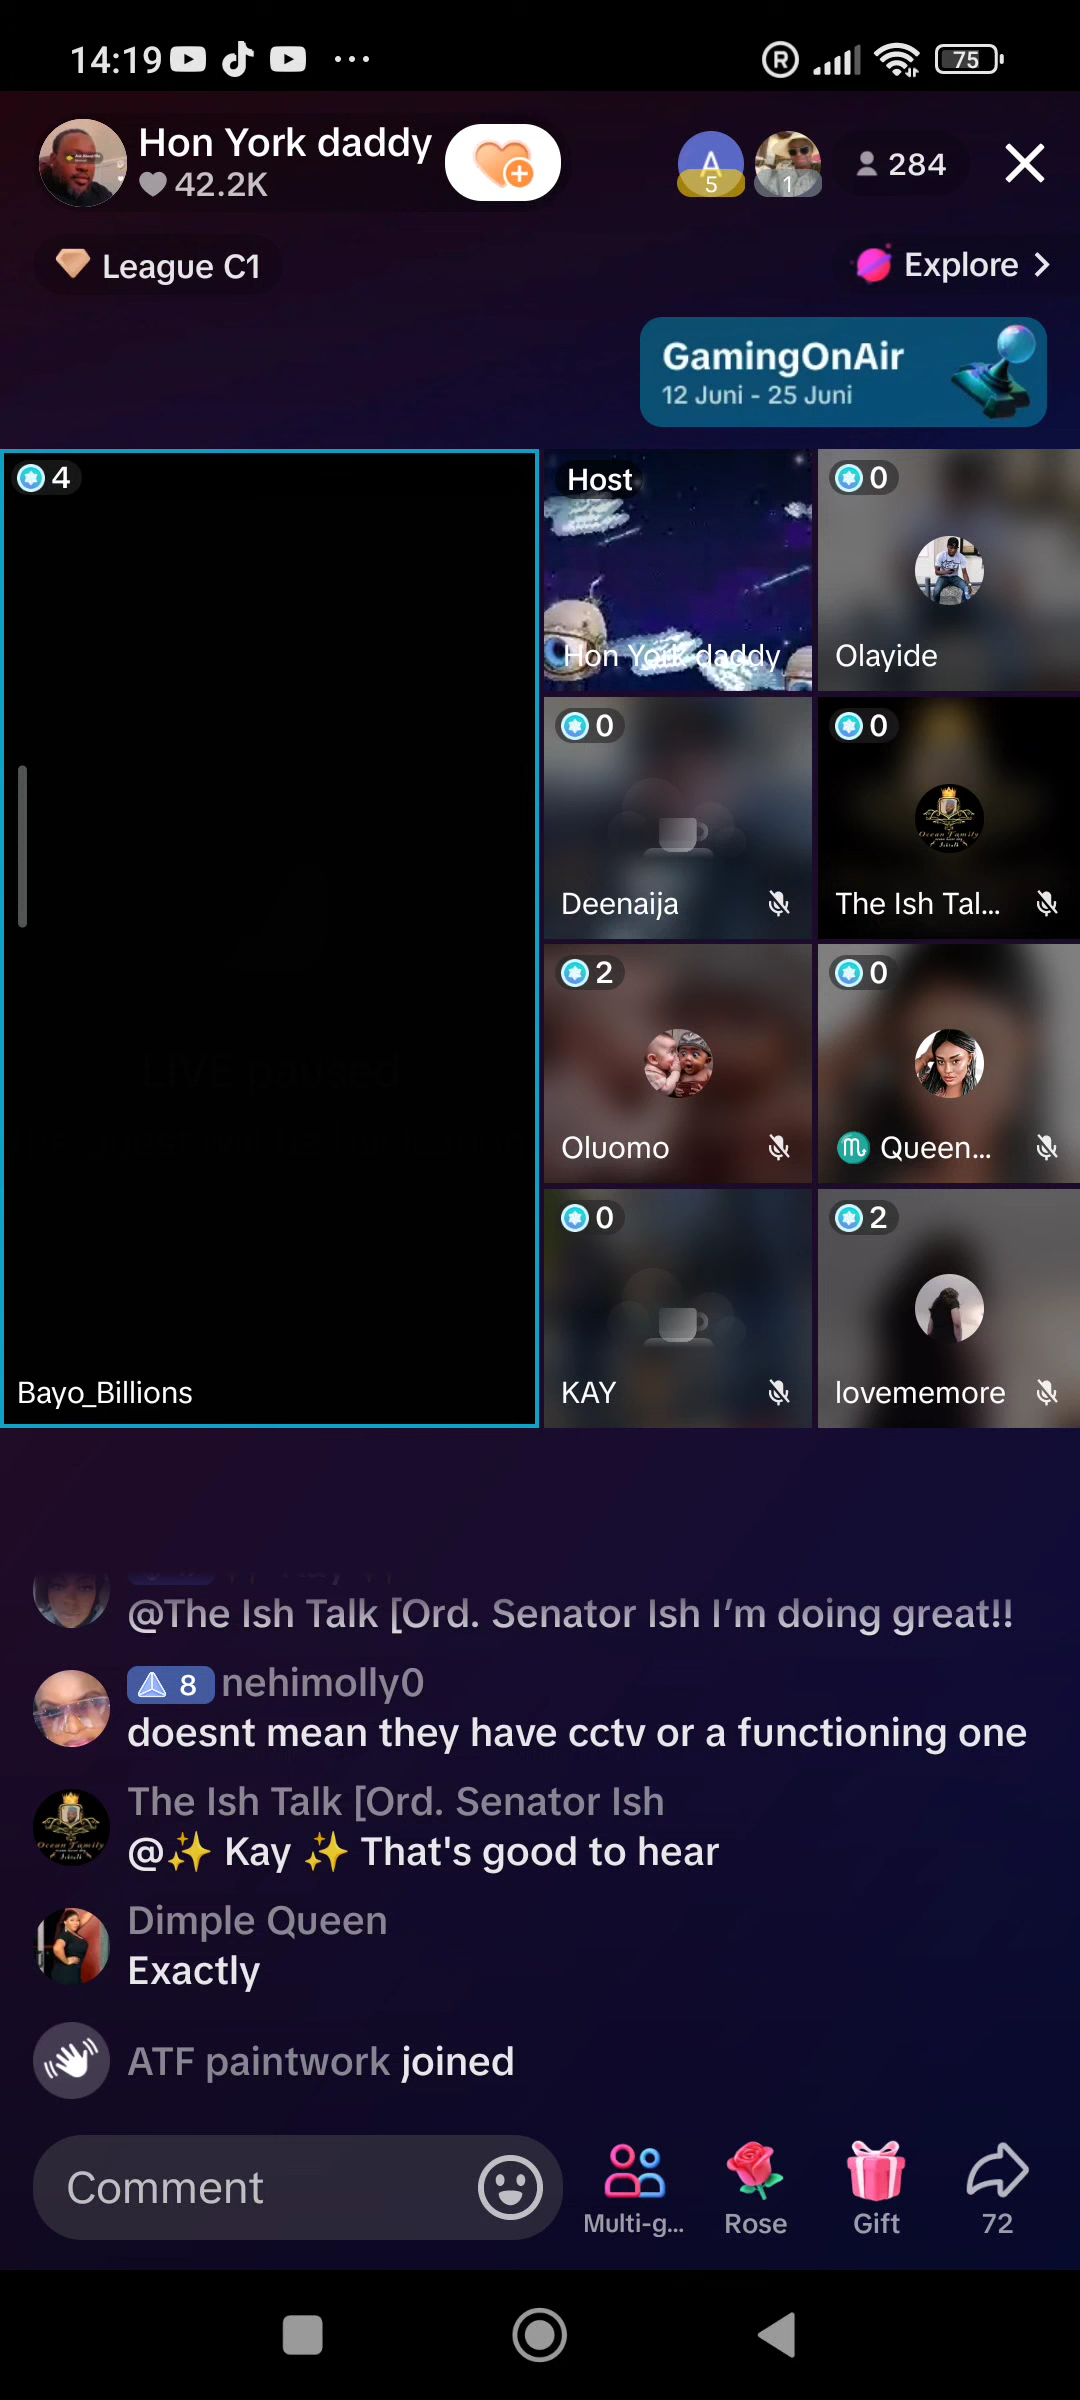 14:19
75
Hon York daddy
42.2K
A
5
1
284
League C1
Explore
GamingOnAir
12 Juni - 25 Juni
4
Host
Hon York daddy
0
Olayide
0
Deenaija
0
The Ish Tal...
2
Oluomo
0
♏ Queen...
LIVE paused
Bayo_Billions
0
KAY
2
lovememore
@The Ish Talk [Ord. Senator Ish I’m doing great!!
8 nehimolly0
doesnt mean they have cctv or a functioning one
The Ish Talk [Ord. Senator Ish
@✨ Kay ✨ That's good to hear
Dimple Queen
Exactly
ATF paintwork joined
Comment
Multi-g...
Rose
Gift
72